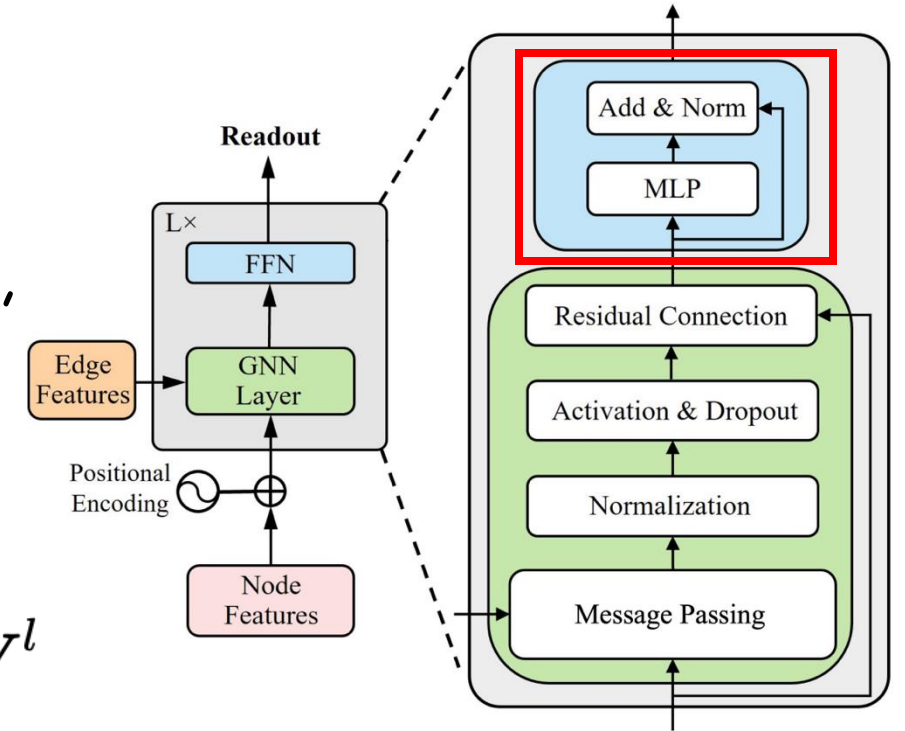 Readout
L×
FFN
GNN
Layer
Edge
Features
Positional
Encoding
Node
Features
Add & Norm
MLP
Residual Connection
Activation & Dropout
Normalization
Message Passing
l